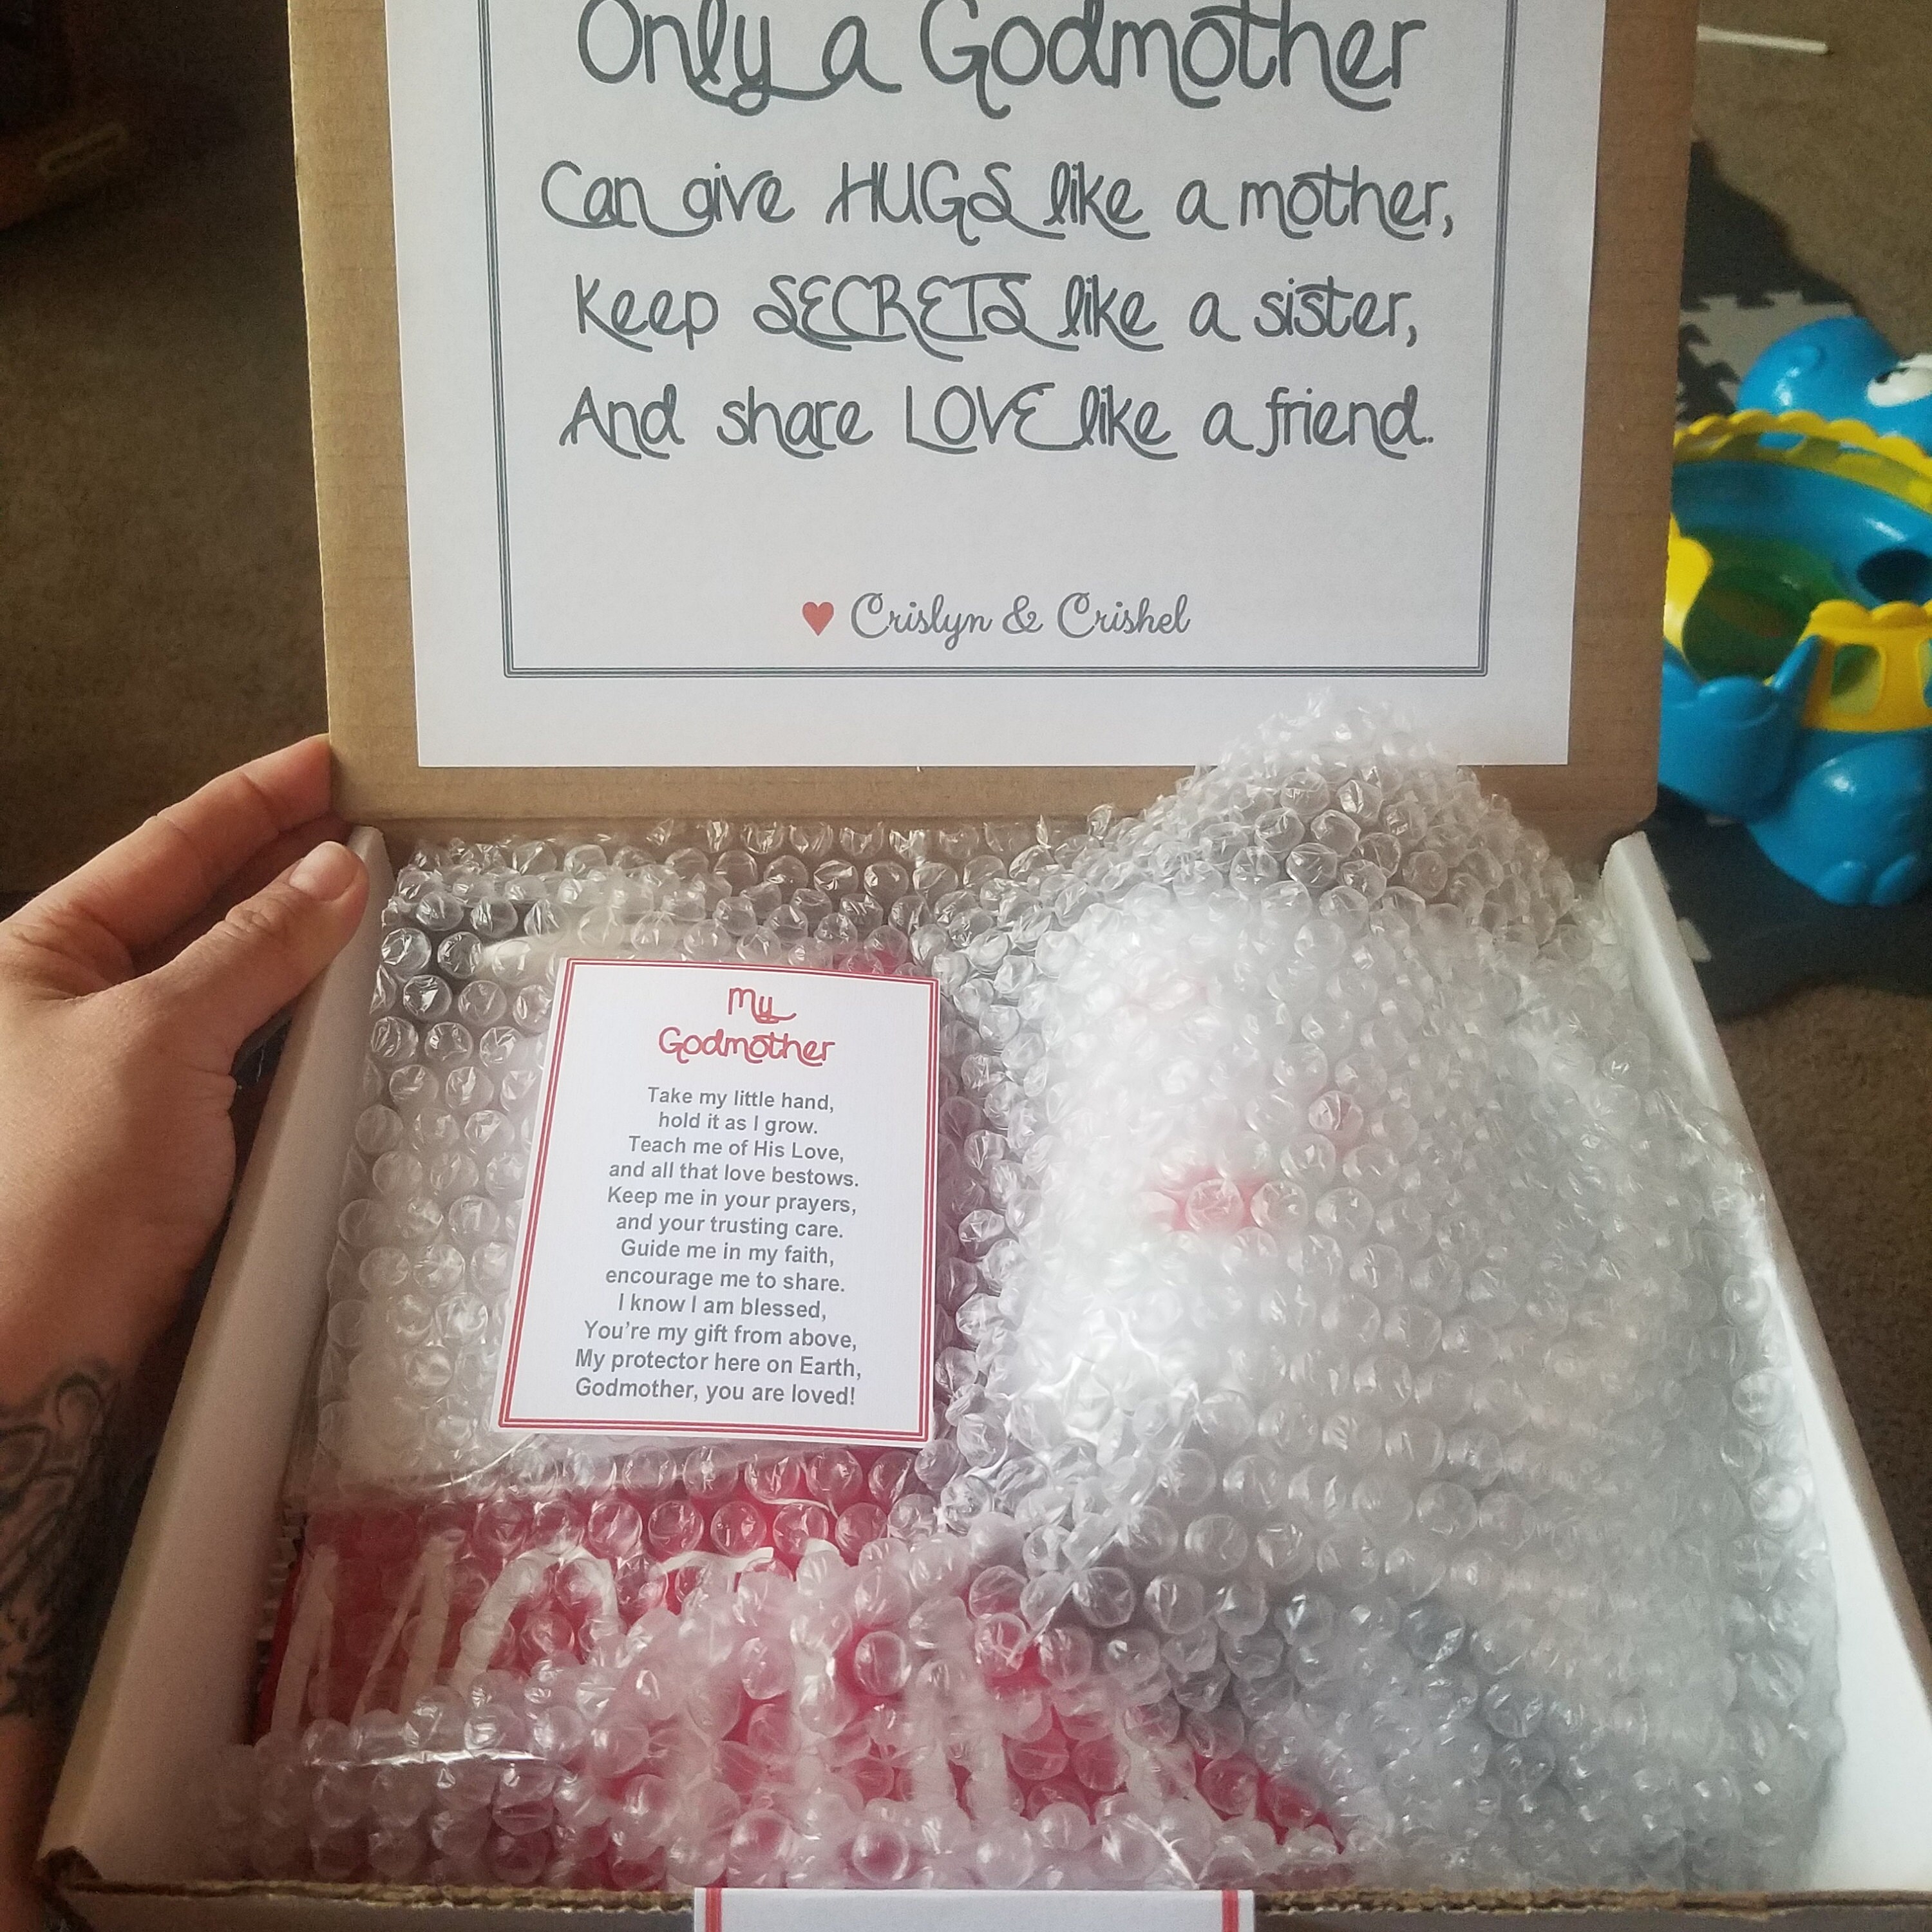 Only a Godmother
Can give HUGS like a mother,
Keep SECRETS like a sister,
And share LOVE like a friend.
♥ Crislyn & Crishel
My
Godmother
Take my little hand,
hold it as I grow.
Teach me of His Love,
and all that love bestows.
Keep me in your prayers,
and your trusting care.
Guide me in my faith,
encourage me to share.
I know I am blessed,
You're my gift from above,
My protector here on Earth,
Godmother, you are loved!